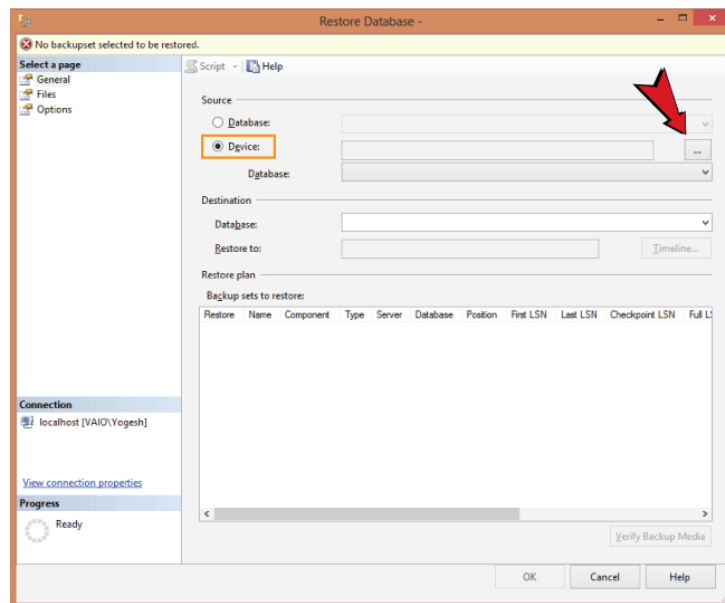 Restore Database -
No backupset selected to be restored.
Select a page
General
Files
Options
Script
Help
Source
Database:
Device:
...
Database:
Destination
Database:
Restore to:
Timeline...
Restore plan
Backup sets to restore:
Restore Name Component Type Server Database Position First LSN Last LSN Checkpoint LSN Full LS
Connection
localhost [VAIO\Yogesh]
View connection properties
Progress
Ready
Verify Backup Media
OK Cancel Help